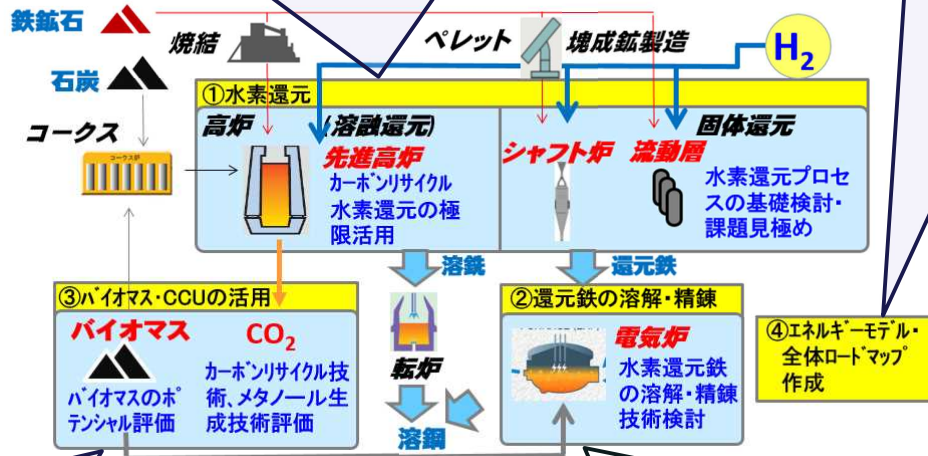 鉄鉱石
焼結
ペレット
塊成鉱製造
H2
石炭
①水素還元
コークス
コークス炉
高炉
(溶融還元)
先進高炉
カーボンリサイクル
水素還元の極
限活用
固体還元
シャフト炉
流動層
水素還元プロセ
スの基礎検討・
課題見極め
溶銑
還元鉄
③バイオマス・CCUの活用
バイオマス
バイオマスのポ
テンシャル評価
CO2
カーボンリサイクル技
術、メタノール生
成技術評価
転炉
溶鋼
②還元鉄の溶解・精錬
電気炉
水素還元鉄
の溶解・精錬
技術検討
④エネルギーモデル・
全体ロードマップ
作成